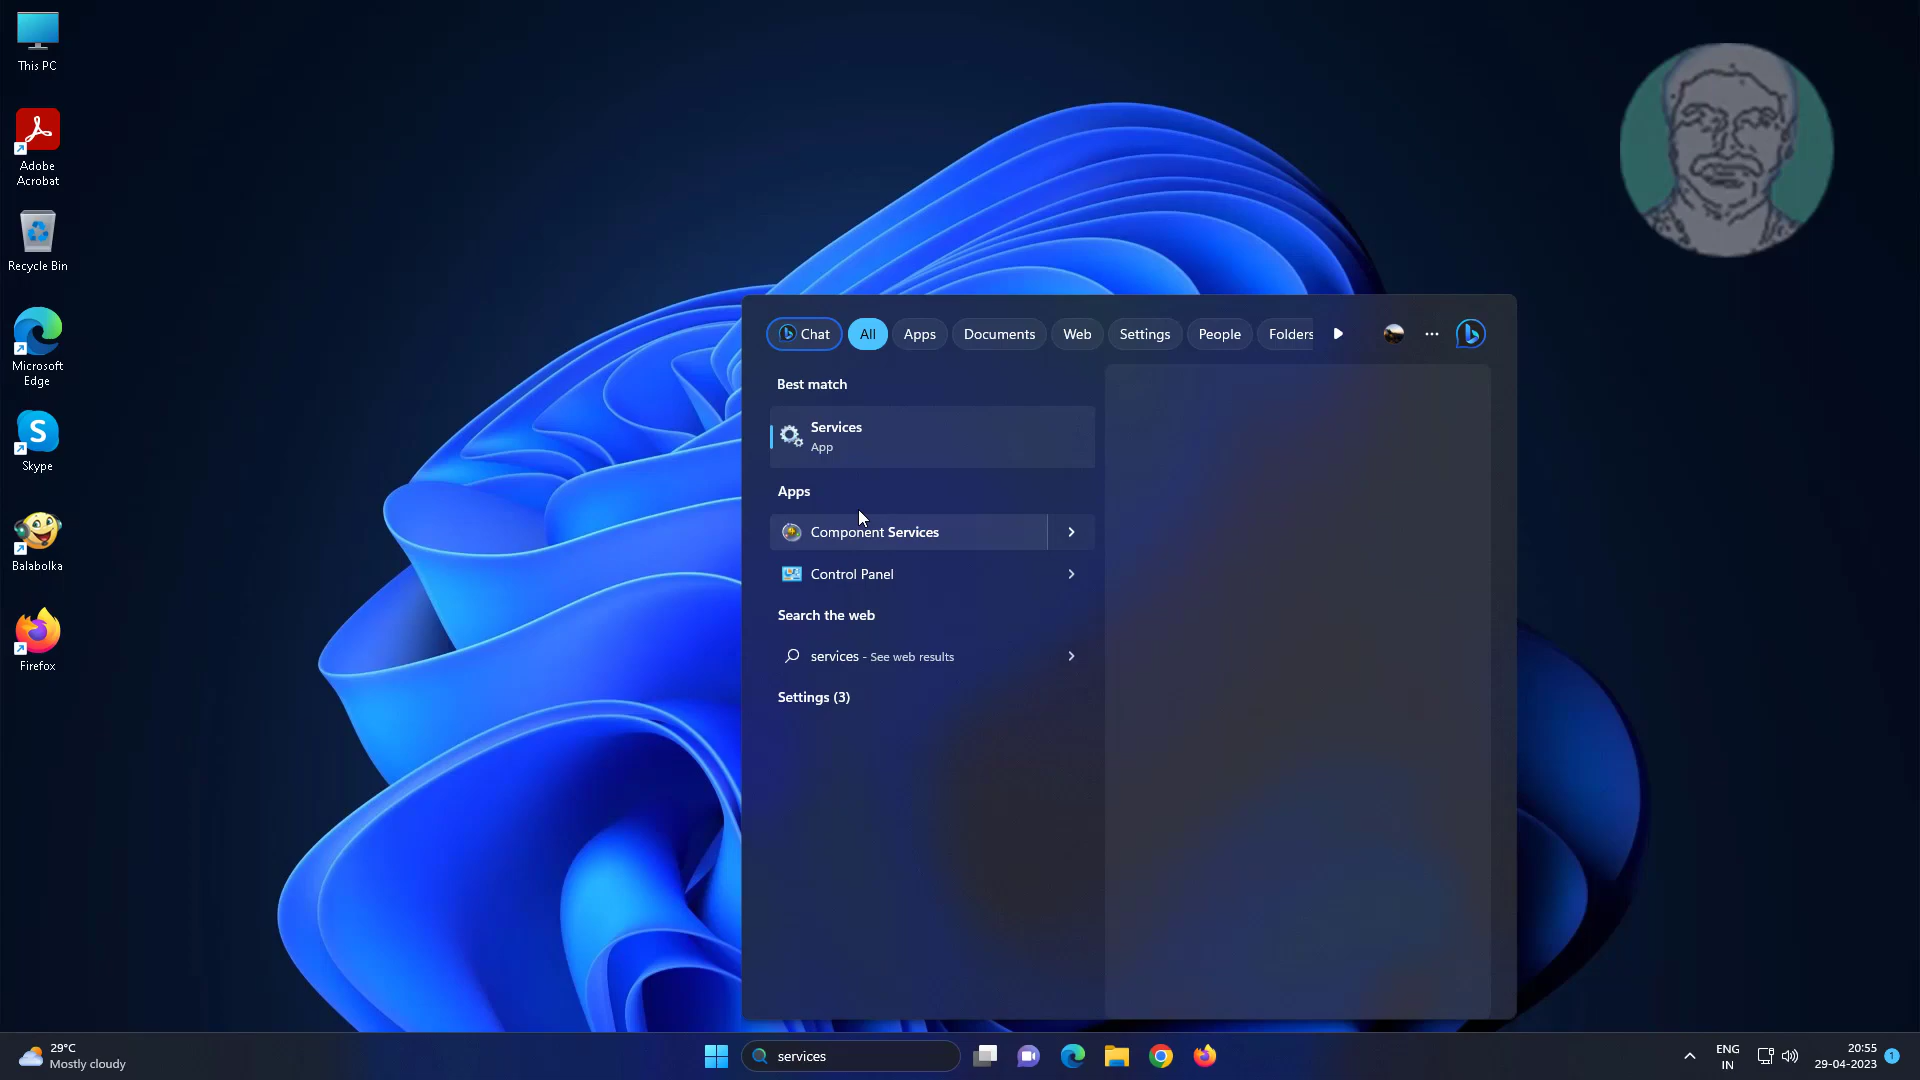 This PC
Adobe
Acrobat
Recycle Bin
Microsoft
Edge
S
Skype
Balabolka
Firefox
Chat
All
Apps
Documents
Web
Settings
People
Folders
Best match
Services
App
Apps
Component Services
Control Panel
Search the web
services - See web results
Settings (3)
29°C
Mostly cloudy
services
ENG
IN
20:55
29-04-2023
1